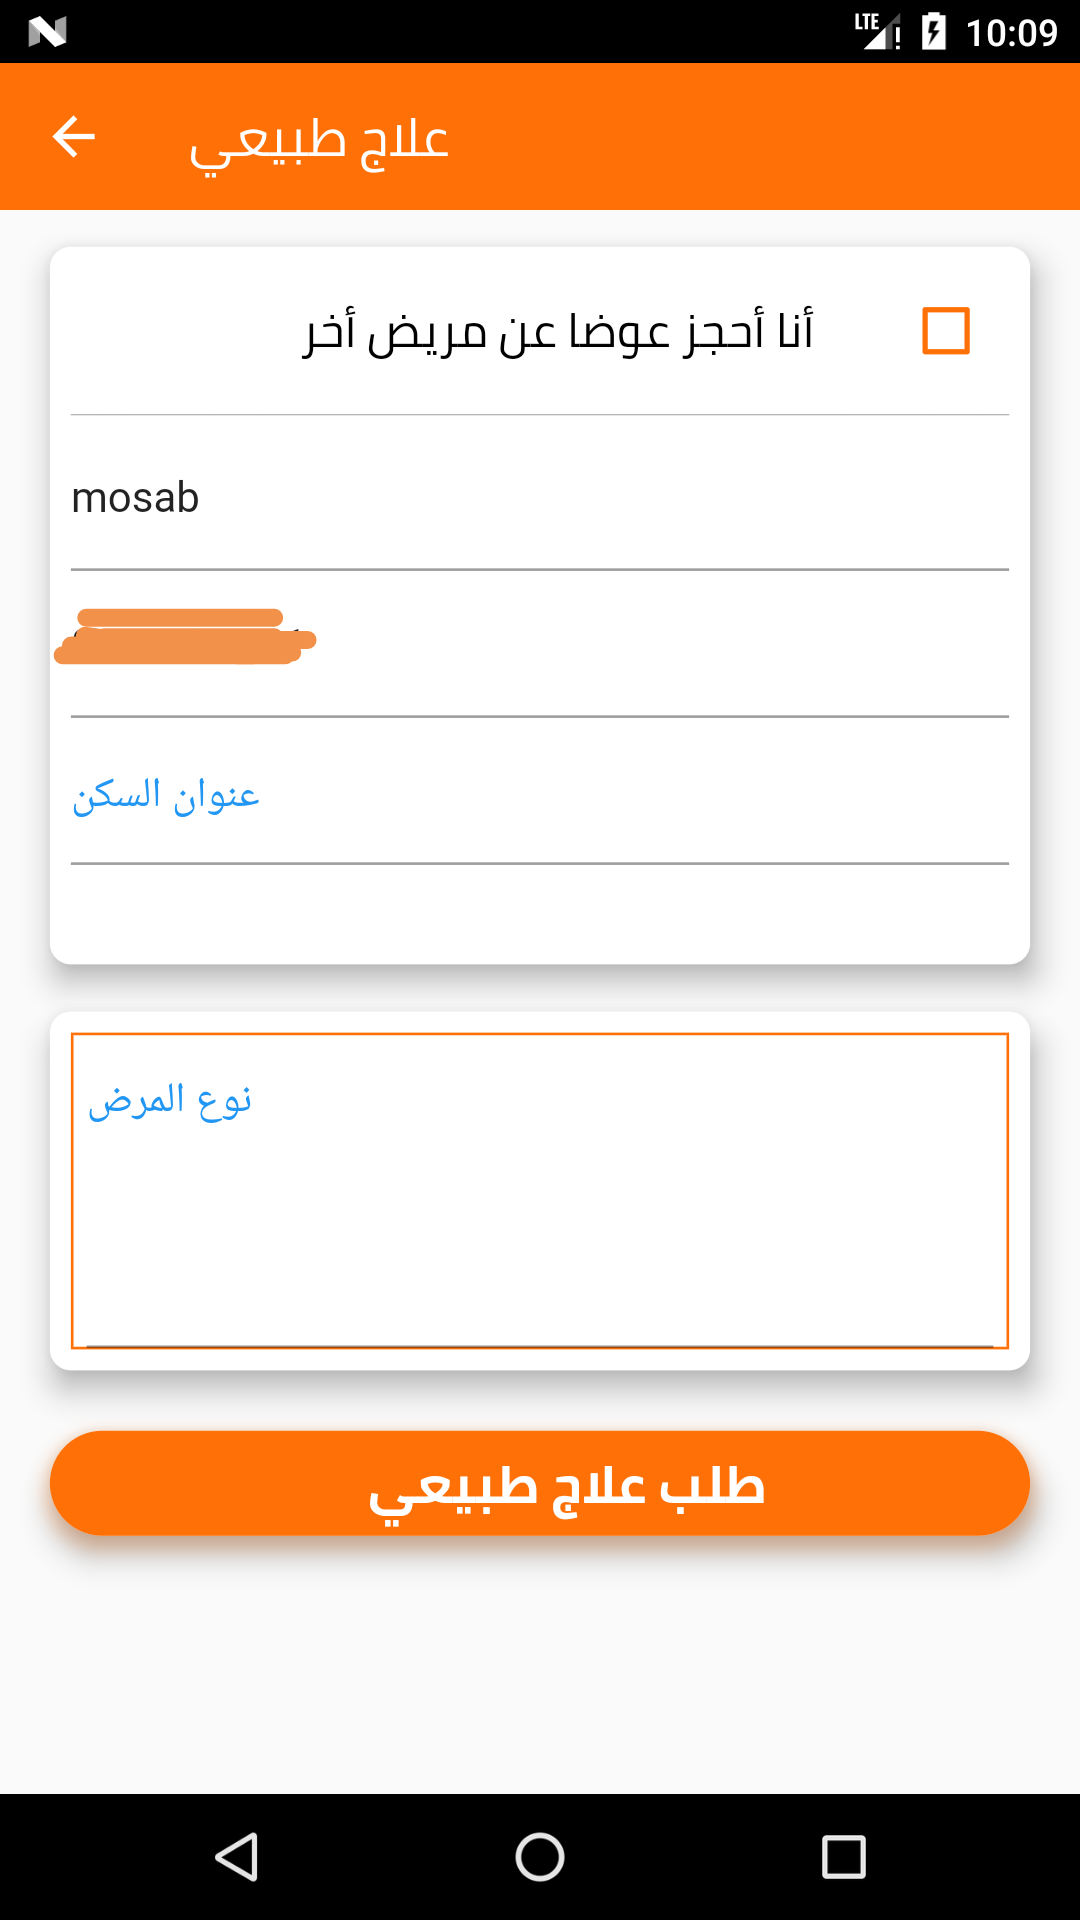 LTE 10:09
علاج طبيعي
أنا أحجز عوضا عن مريض أخر
mosab
عنوان السكن
نوع المرض
طلب علاج طبيعي